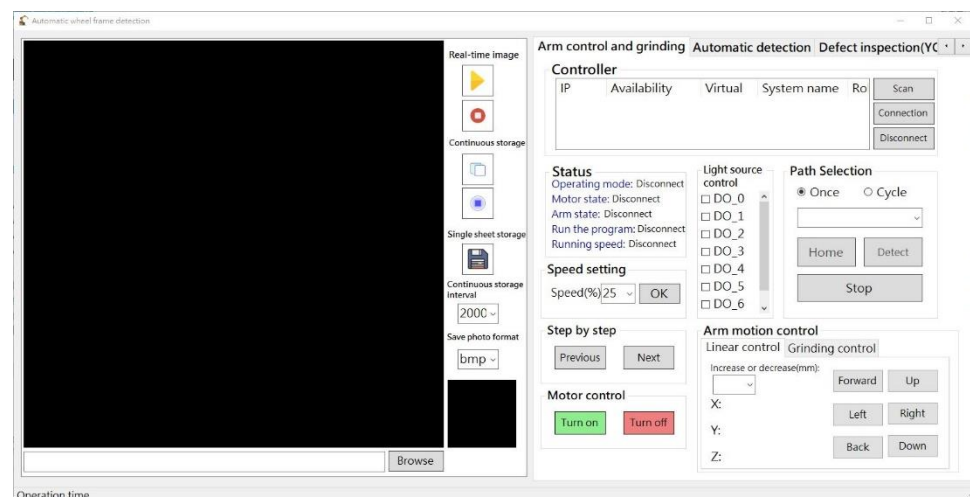 Automatic wheel frame detection
Real-time image
Continuous storage
Single sheet storage
Continuous storage
interval
2000
Save photo format
bmp
Browse
Arm control and grinding Automatic detection Defect inspection(YO
Controller
IP Availability Virtual System name Ro
Scan
Connection
Disconnect
Status
Operating mode: Disconnect
Motor state: Disconnect
Arm state: Disconnect
Run the program: Disconnect
Running speed: Disconnect
Light source
control
DO_0
DO_1
DO_2
DO_3
DO_4
DO_5
DO_6
Path Selection
Once Cycle
Home Detect
Stop
Speed setting
Speed(%) 25 OK
Step by step
Previous Next
Motor control
Turn on Turn off
Arm motion control
Linear control Grinding control
Increase or decrease(mm):
X:
Y:
Z:
Forward Up
Left Right
Back Down
Operation time